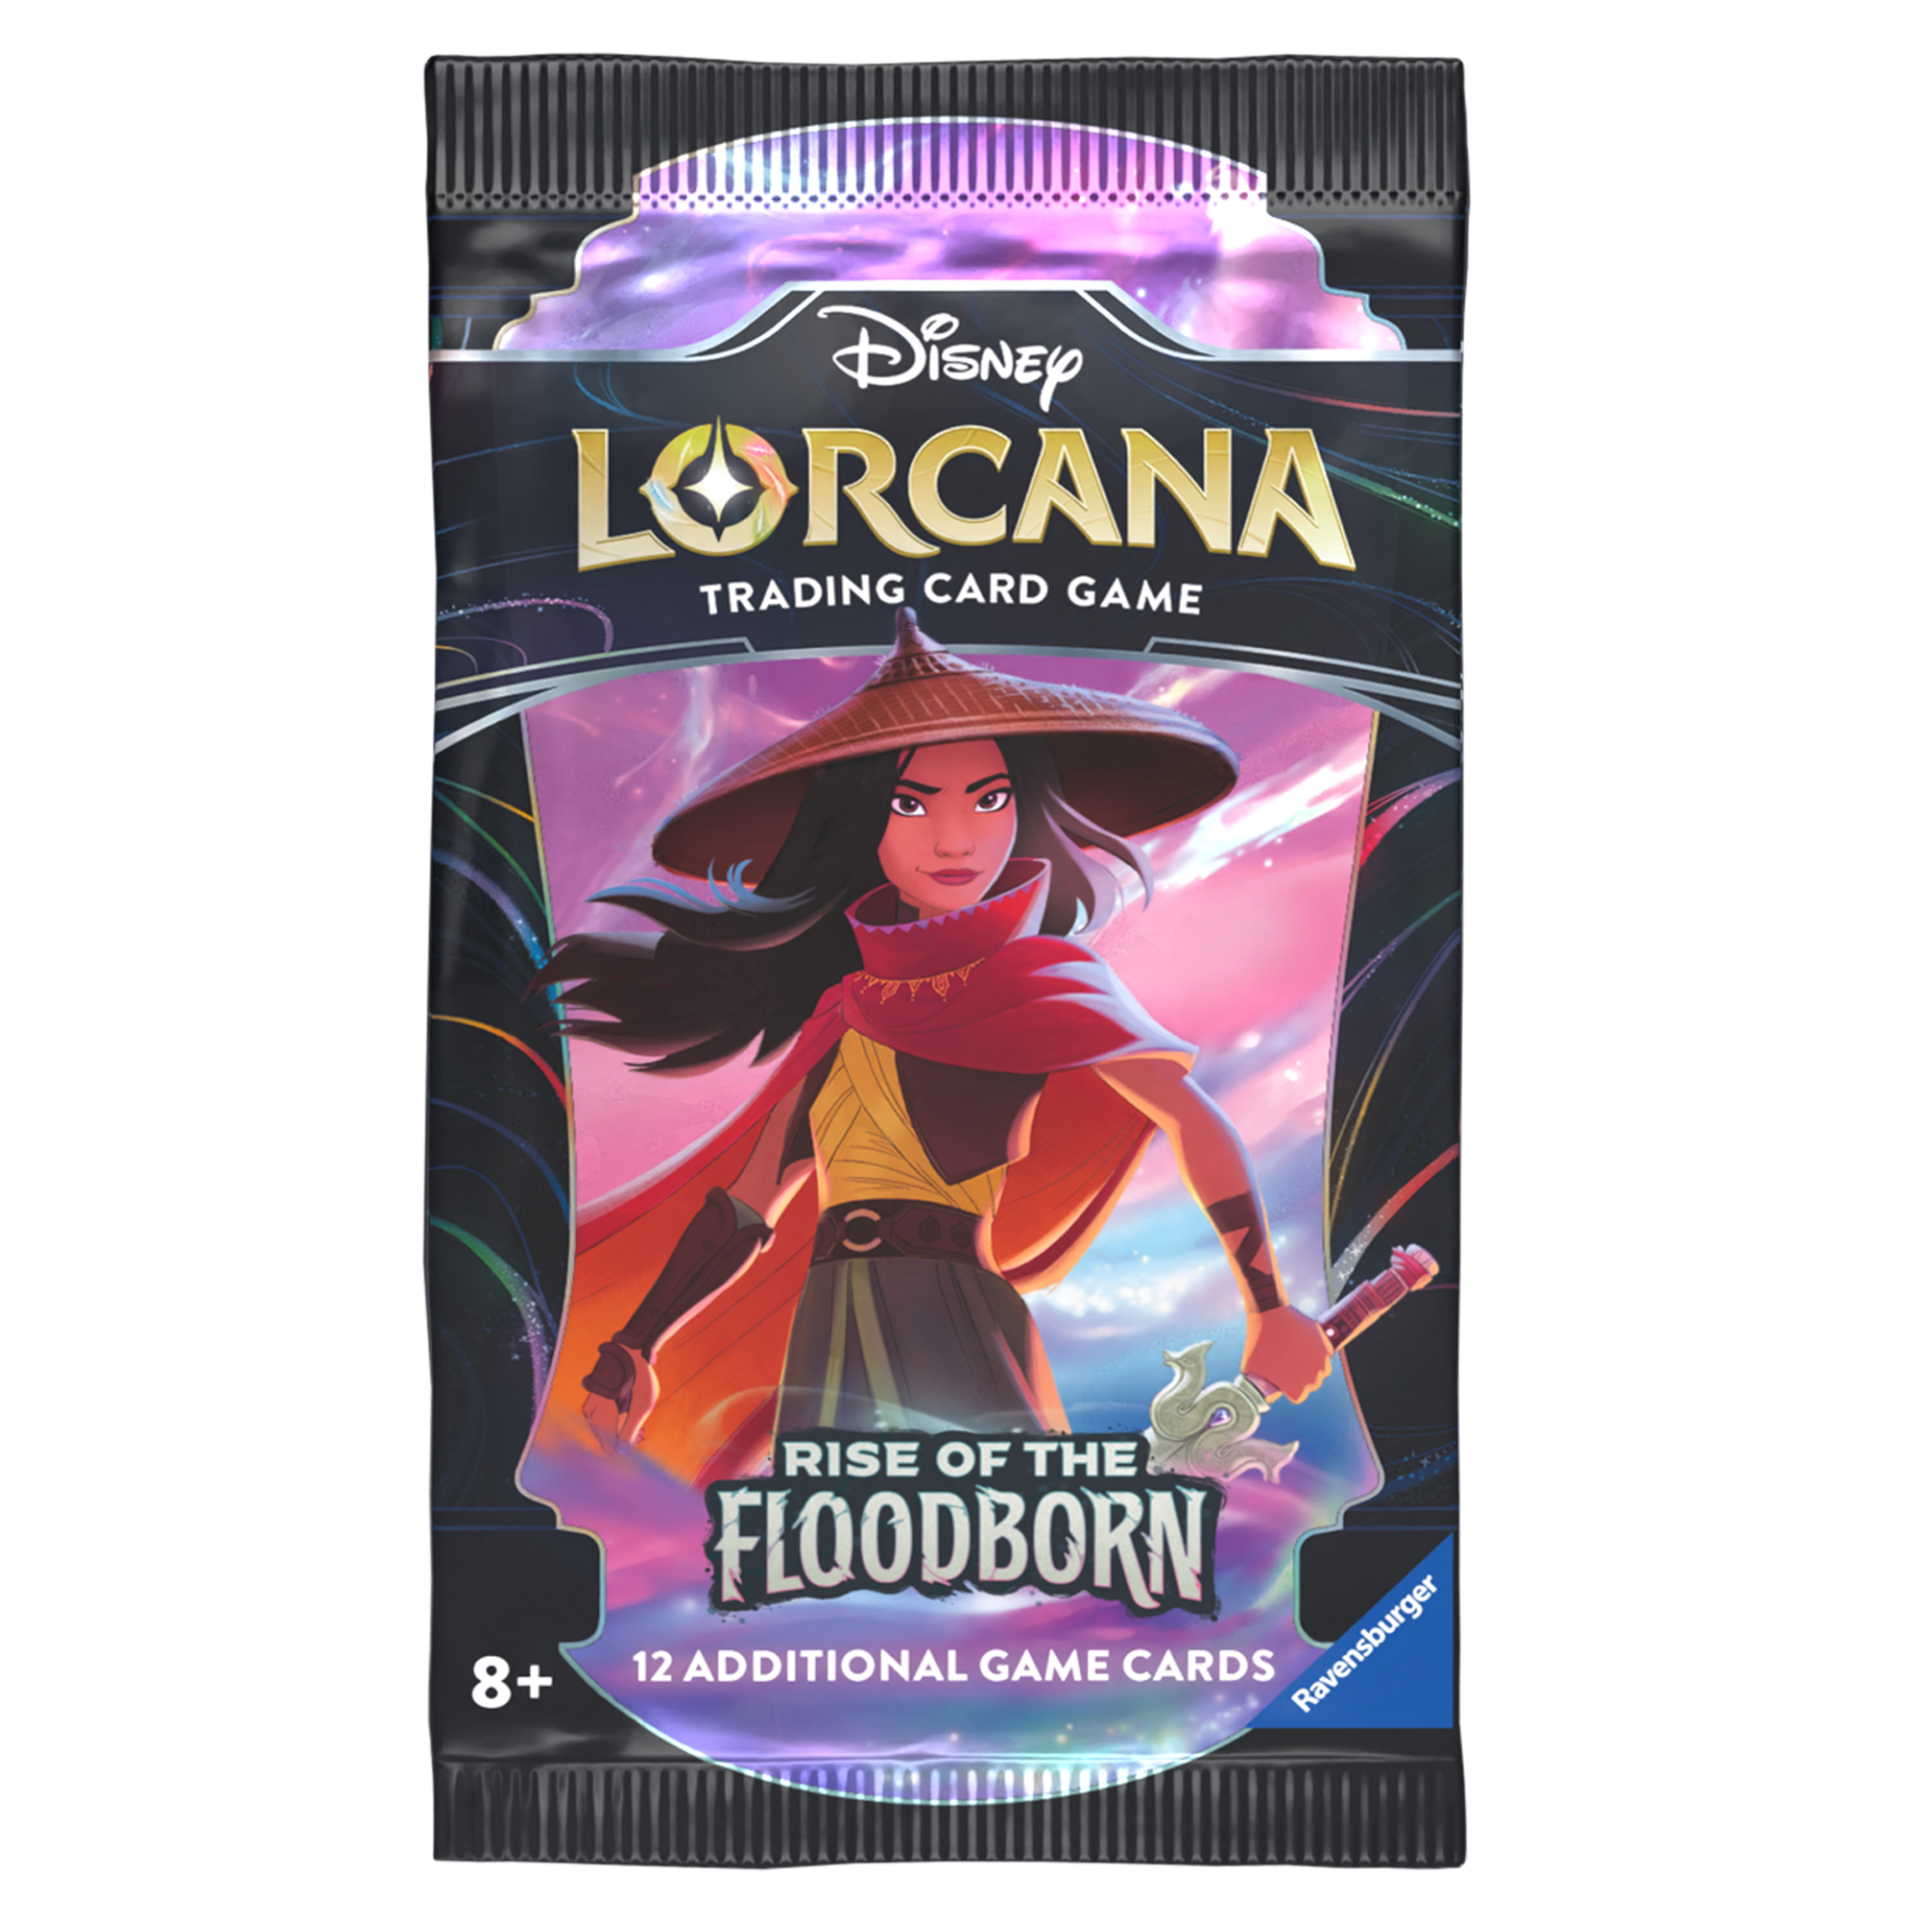 Disney
LORCANA
TRADING CARD GAME
RISE OF THE
FLOODBORN
12 ADDITIONAL GAME CARDS
8+
Ravensburger